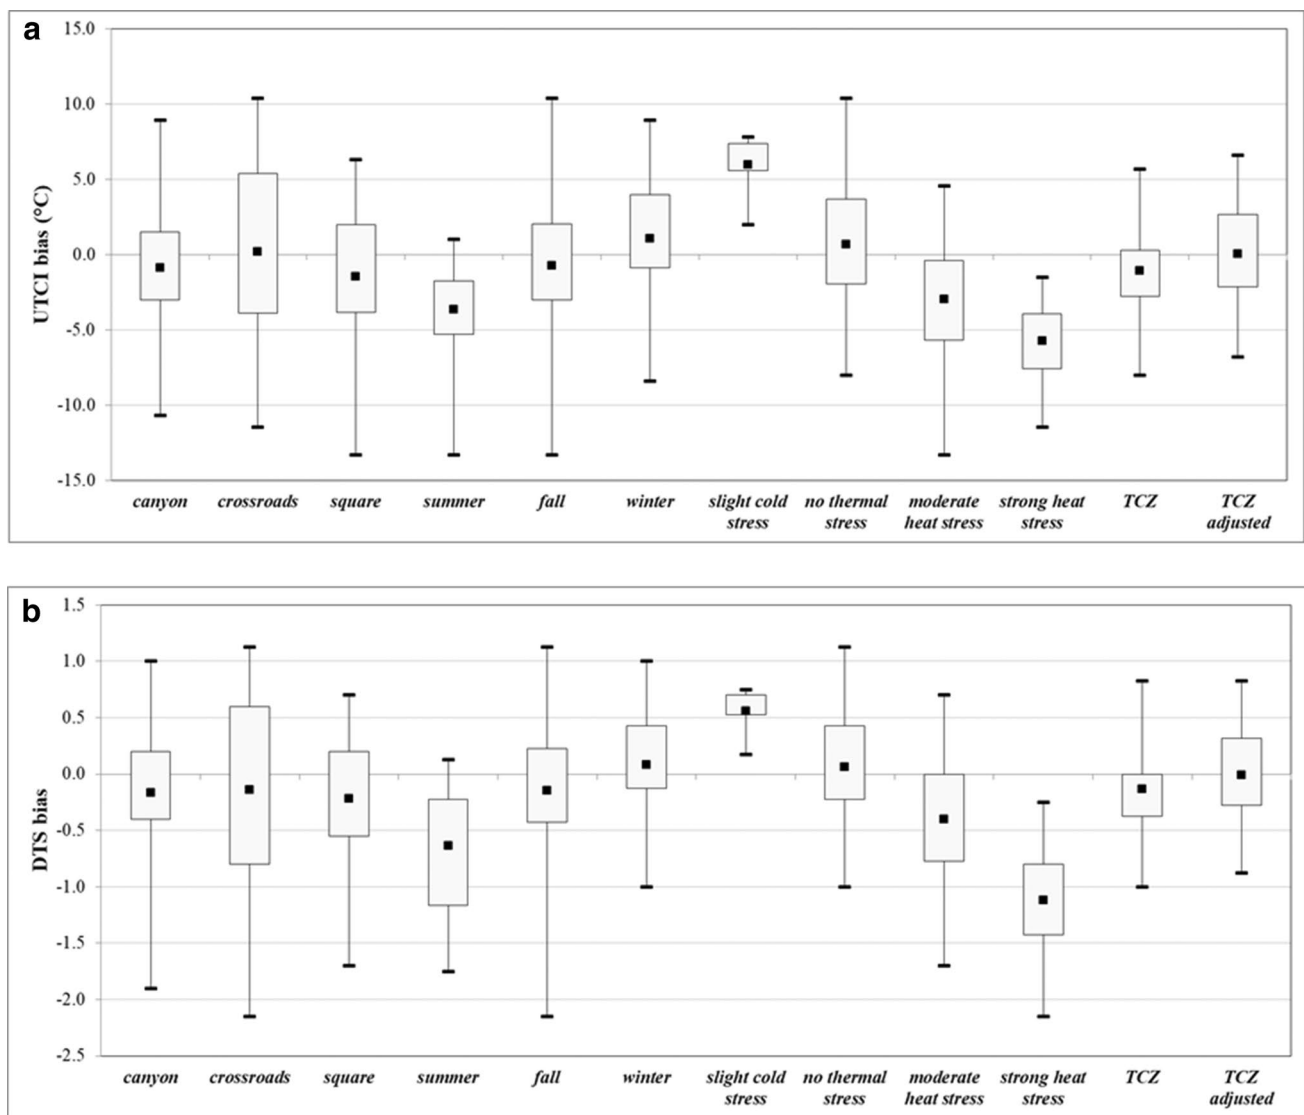 a
15.0
10.0
5.0
0.0
-5.0
-10.0
-15.0
UTCI bias (°C)
canyon crossroads square summer fall winter slight cold stress no thermal stress moderate heat stress strong heat stress TCZ TCZ adjusted
b
1.5
1.0
0.5
0.0
-0.5
-1.0
-1.5
-2.0
-2.5
DTS bias
canyon crossroads square summer fall winter slight cold stress no thermal stress moderate heat stress strong heat stress TCZ TCZ adjusted